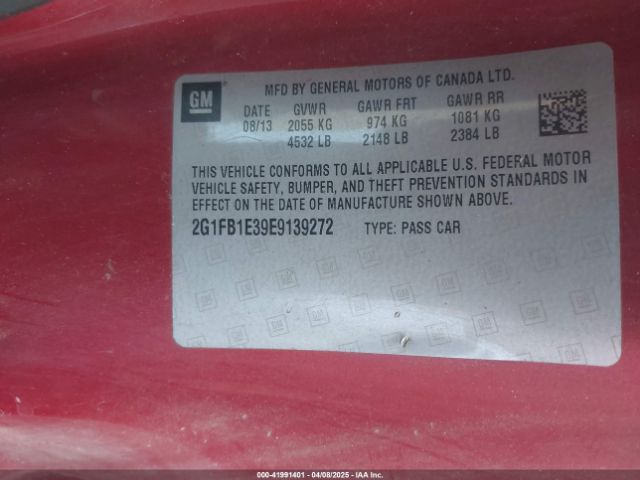 GM
MFD BY GENERAL MOTORS OF CANADA LTD.
DATE GVWR GAWR FRT GAWR RR
08/13 2055 KG 974 KG 1081 KG
4532 LB 2148 LB 2384 LB
THIS VEHICLE CONFORMS TO ALL APPLICABLE U.S. FEDERAL MOTOR
VEHICLE SAFETY, BUMPER, AND THEFT PREVENTION STANDARDS IN
EFFECT ON THE DATE OF MANUFACTURE SHOWN ABOVE.
2G1FB1E39E9139272 TYPE: PASS CAR
000-41991401 - 04/08/2025 - IAA Inc.